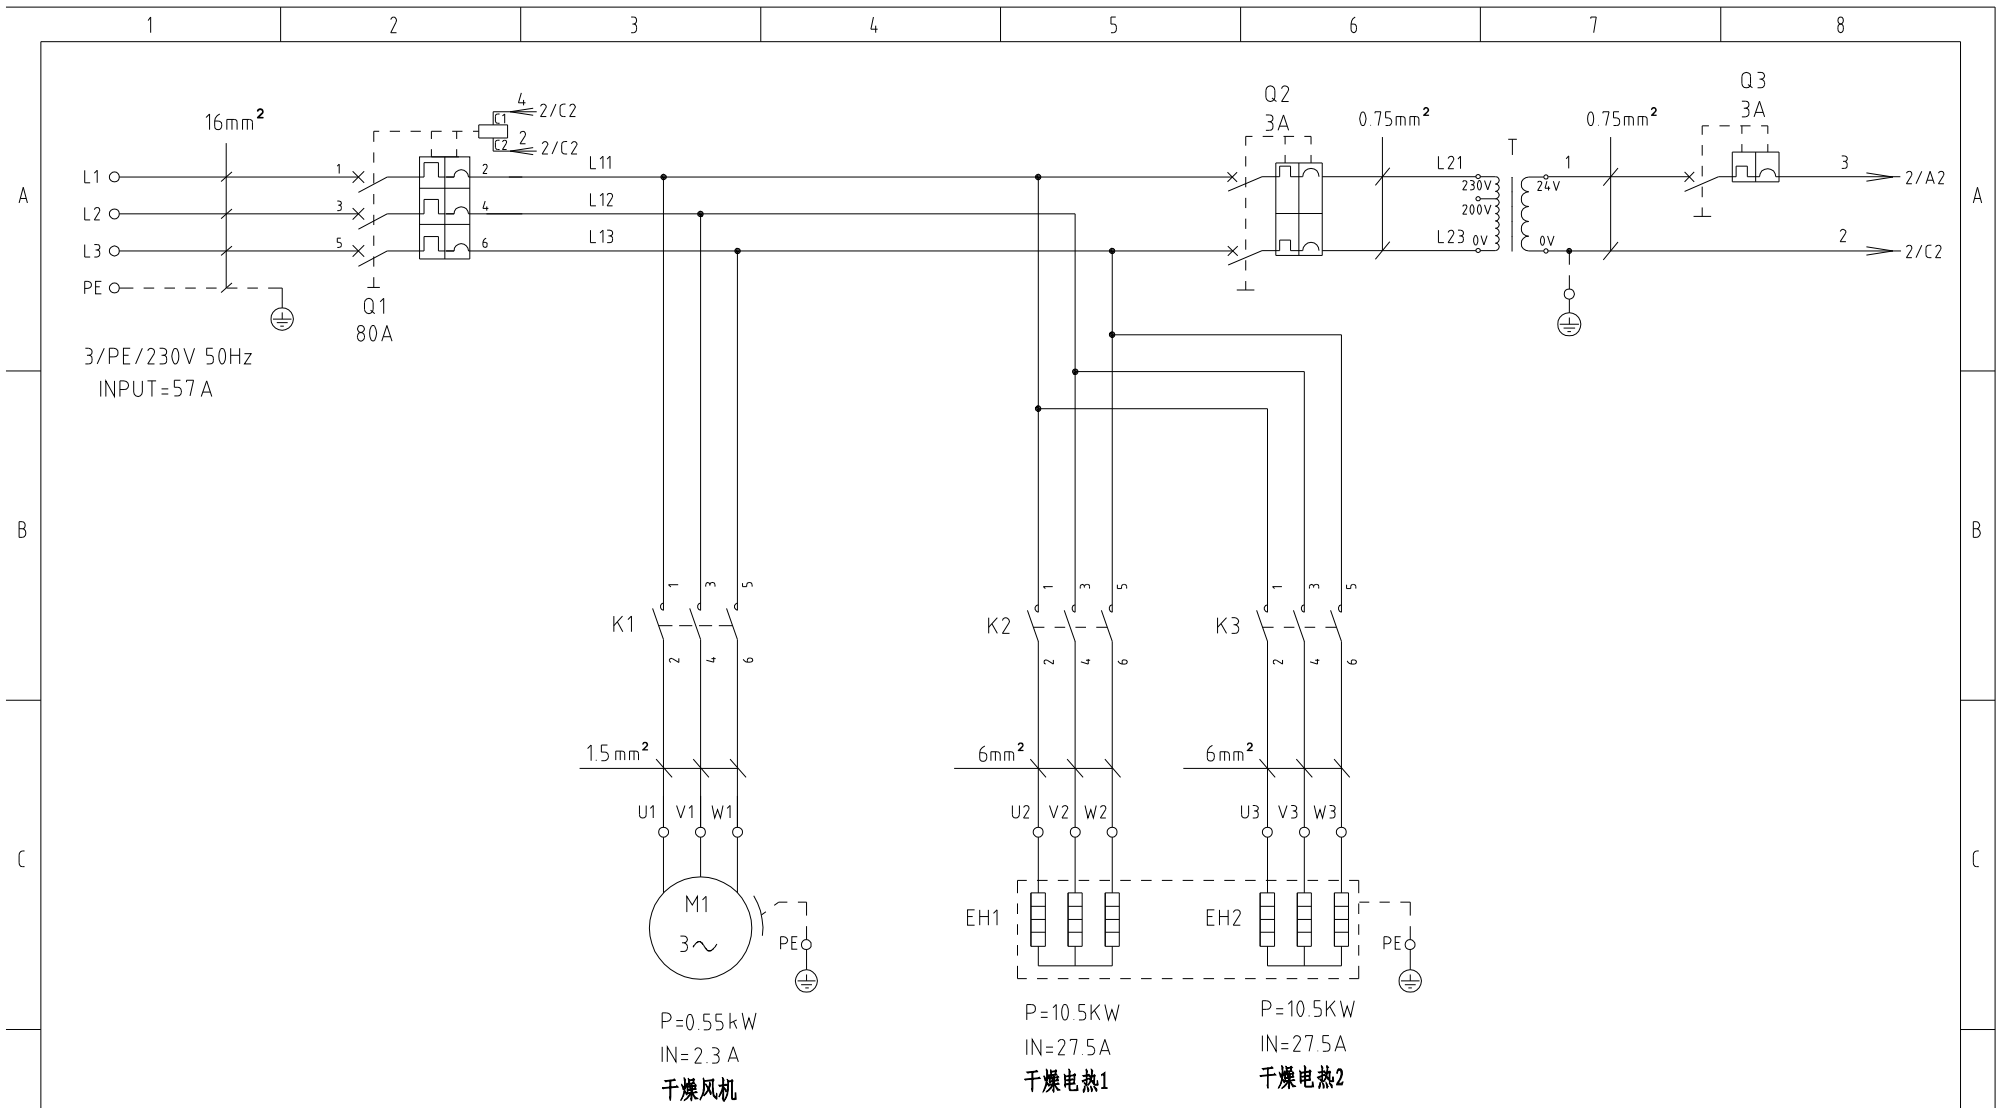 1 2 3 4 5 6 7 8
Q3
3A
Q2
3A
4 2/C2
C1
2
C2 2/C2
16mm²
0.75mm²
0.75mm²
T
L1 1 2 L11 L21 1 3 2/A2
230V 24V
A A
L2 3 4 L12 200V
L3 5 6 L13 L23 0V 0V 2 2/C2
PE
Q1
80A
3/PE/230V 50Hz
INPUT=57A
B B
1 3 5 1 3 5 1 3 5
K1 K2 K3
2 4 6 2 4 6 2 4 6
1.5mm² 6mm² 6mm²
U1 V1 W1 U2 V2 W2 U3 V3 W3
C C
M1 EH1 EH2
3～ PE PE
P=0.55kW
IN=2.3A
干燥风机
P=10.5KW
IN=27.5A
干燥电热1
P=10.5KW
IN=27.5A
干燥电热2